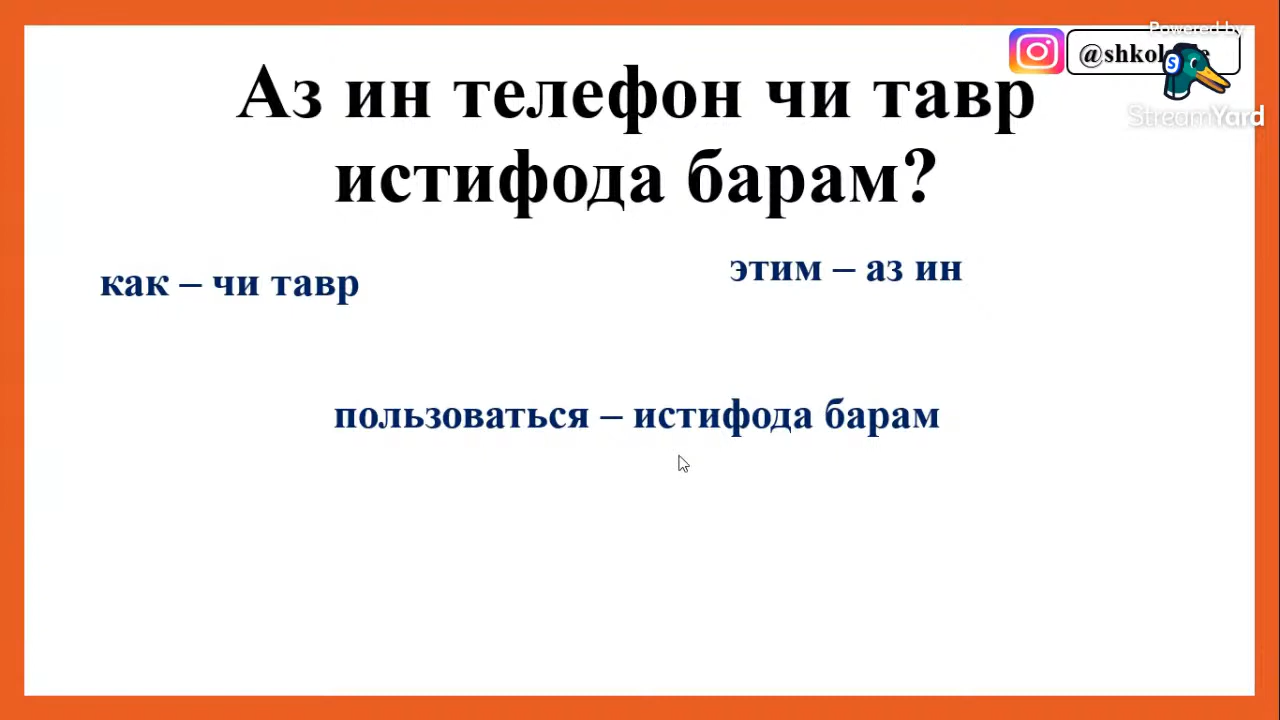 Powered by
StreamYard
Аз ин телефон чи тавр
истифода барам?
этим – аз ин
как – чи тавр
пользоваться – истифода барам